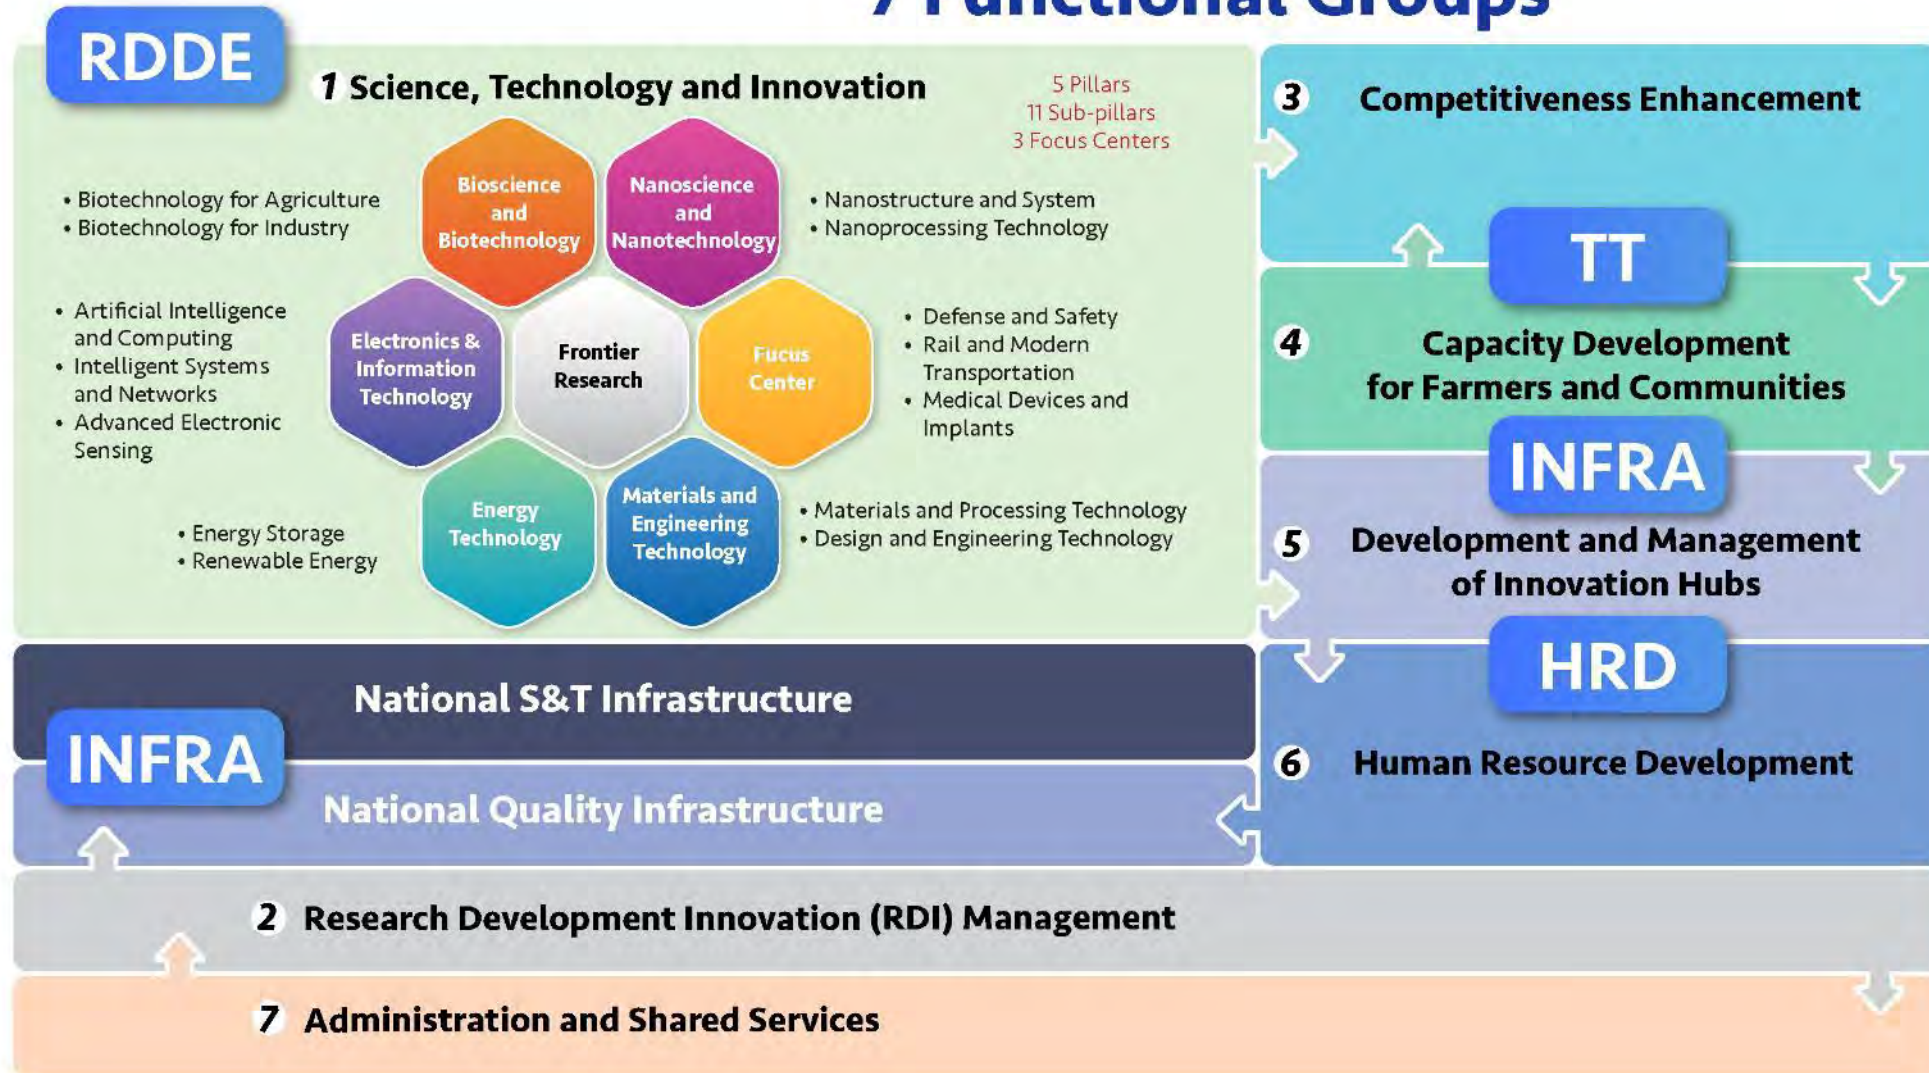 7 Functional Groups
RDDE
1 Science, Technology and Innovation
5 Pillars
11 Sub-pillars
3 Focus Centers
Bioscience
and
Biotechnology
• Biotechnology for Agriculture
• Biotechnology for Industry
Nanoscience
and
Nanotechnology
• Nanostructure and System
• Nanoprocessing Technology
• Artificial Intelligence
and Computing
• Intelligent Systems
and Networks
• Advanced Electronic
Sensing
Electronics &
Information
Technology
Frontier
Research
Fucus
Center
• Defense and Safety
• Rail and Modern
Transportation
• Medical Devices and
Implants
• Energy Storage
• Renewable Energy
Energy
Technology
Materials and
Engineering
Technology
• Materials and Processing Technology
• Design and Engineering Technology
3 Competitiveness Enhancement
TT
4 Capacity Development
for Farmers and Communities
INFRA
5 Development and Management
of Innovation Hubs
HRD
6 Human Resource Development
National S&T Infrastructure
INFRA
National Quality Infrastructure
2 Research Development Innovation (RDI) Management
7 Administration and Shared Services